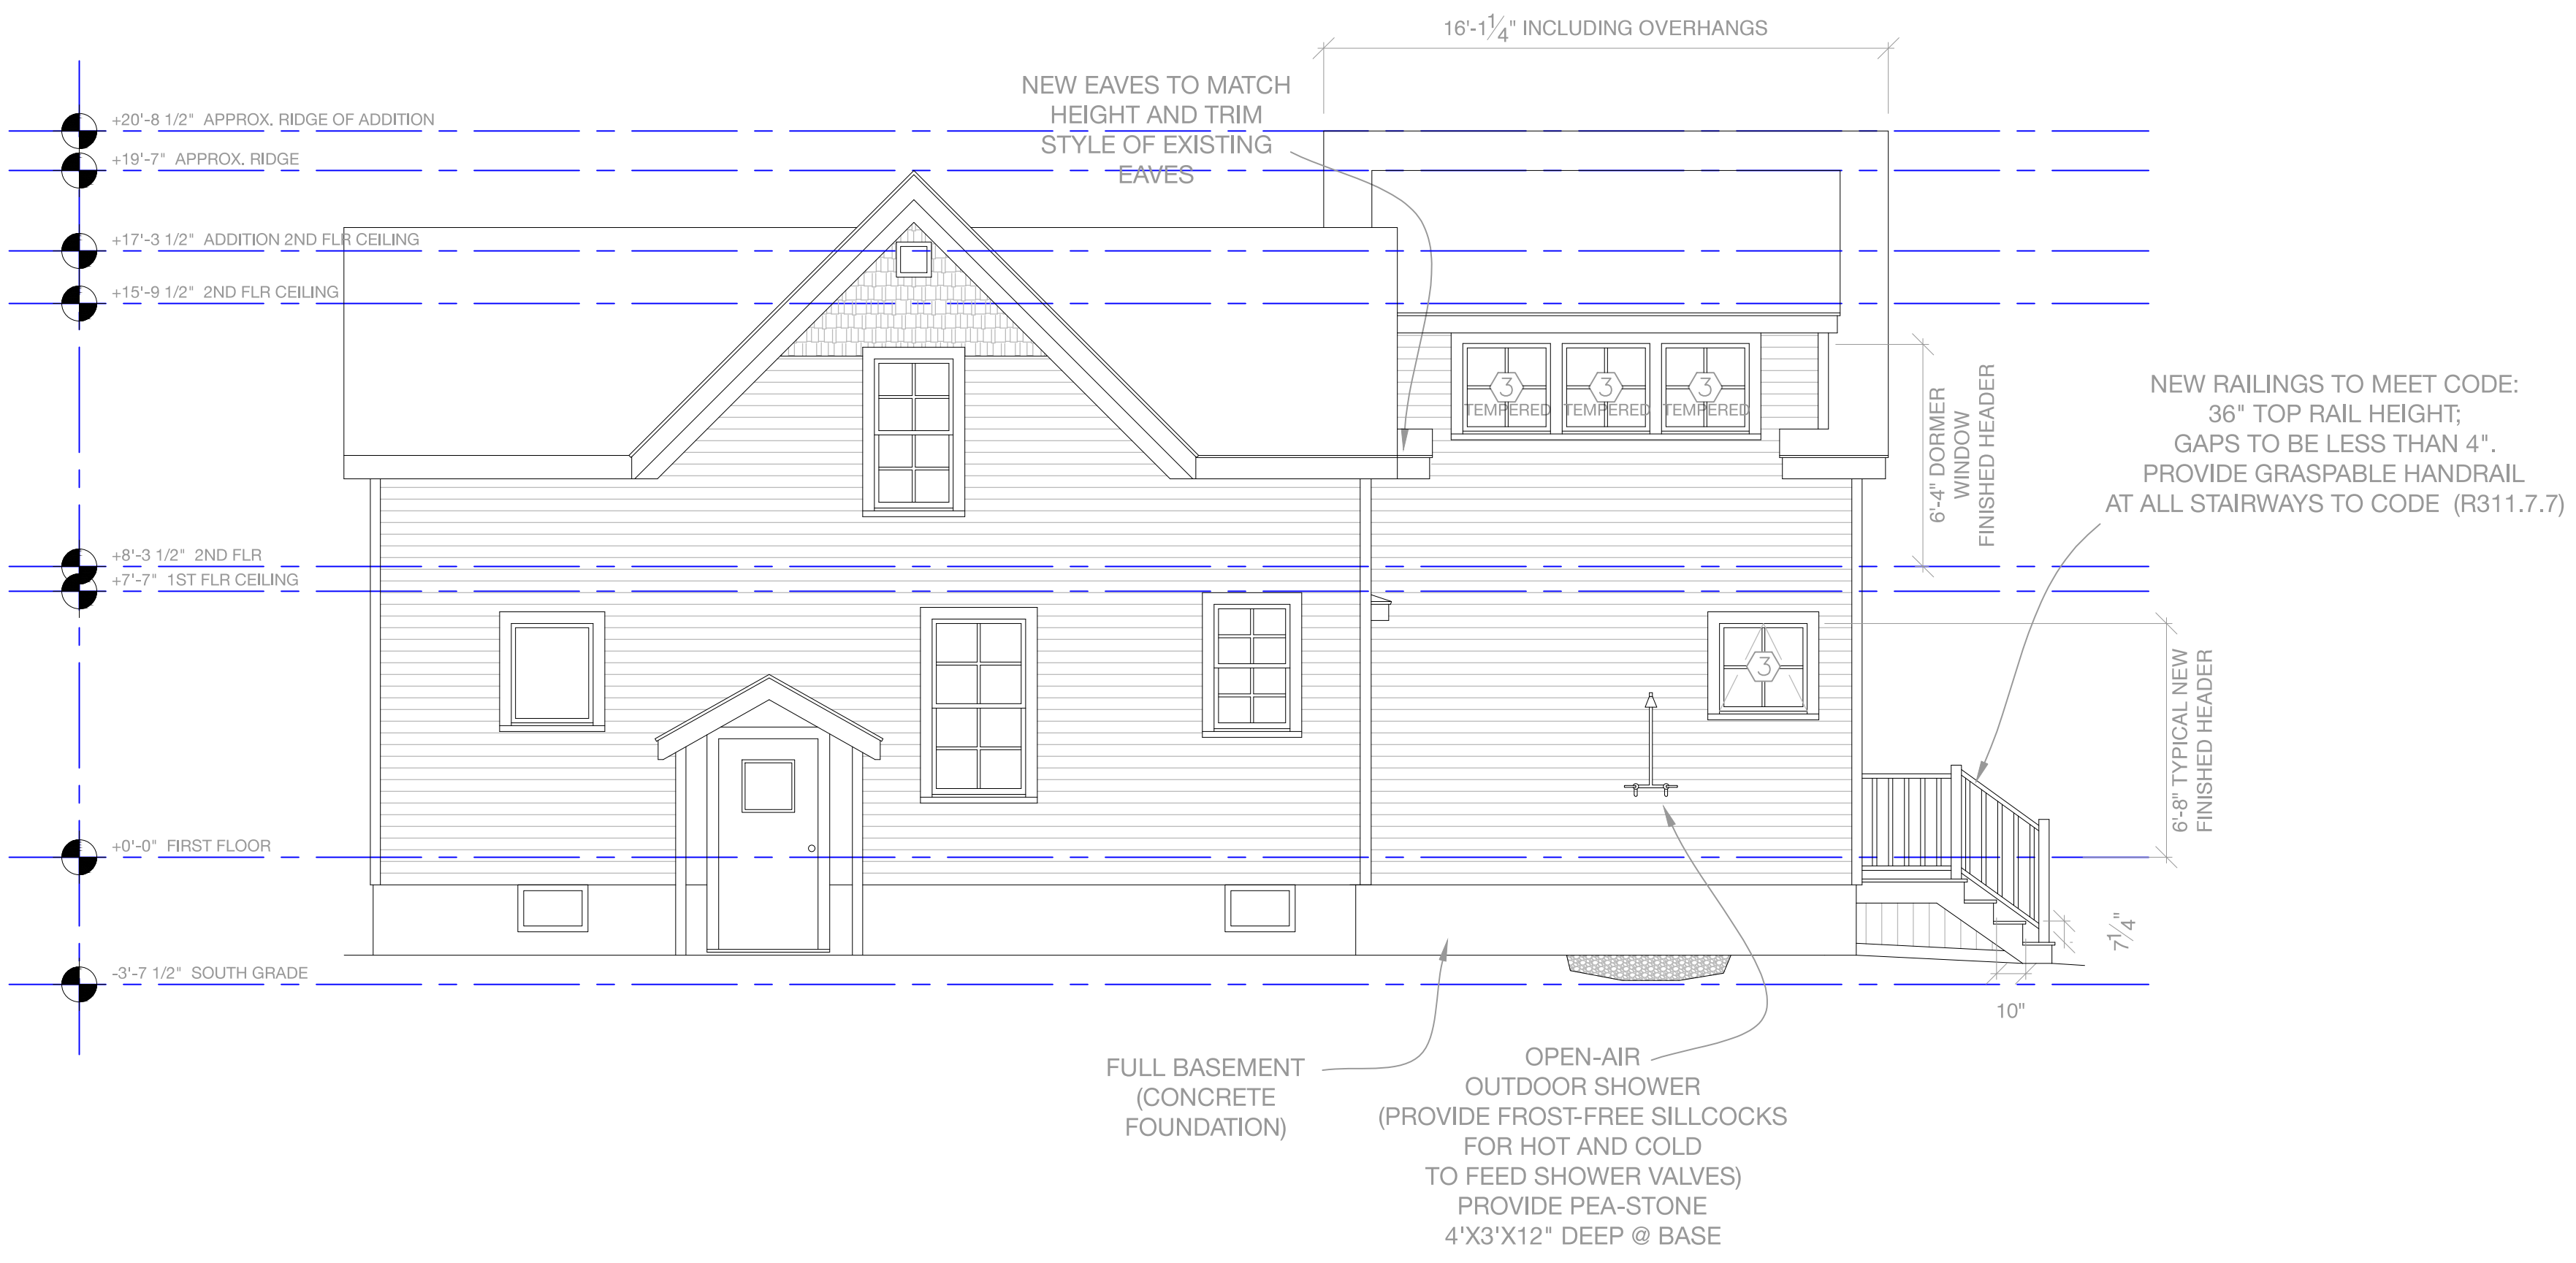 16'-1 1/4" INCLUDING OVERHANGS
NEW EAVES TO MATCH
HEIGHT AND TRIM
STYLE OF EXISTING
EAVES
+20'-8 1/2" APPROX. RIDGE OF ADDITION
+19'-7" APPROX. RIDGE
+17'-3 1/2" ADDITION 2ND FLR CEILING
+15'-9 1/2" 2ND FLR CEILING
+8'-3 1/2" 2ND FLR
+7'-7" 1ST FLR CEILING
+0'-0" FIRST FLOOR
-3'-7 1/2" SOUTH GRADE
3
TEMPERED
3
TEMPERED
3
TEMPERED
6'-4" DORMER
WINDOW
FINISHED HEADER
NEW RAILINGS TO MEET CODE:
36" TOP RAIL HEIGHT;
GAPS TO BE LESS THAN 4".
PROVIDE GRASPABLE HANDRAIL
AT ALL STAIRWAYS TO CODE (R311.7.7)
3
6'-8" TYPICAL NEW
FINISHED HEADER
7 1/4"
10"
FULL BASEMENT
(CONCRETE
FOUNDATION)
OPEN-AIR
OUTDOOR SHOWER
(PROVIDE FROST-FREE SILLCOCKS
FOR HOT AND COLD
TO FEED SHOWER VALVES)
PROVIDE PEA-STONE
4'X3'X12" DEEP @ BASE